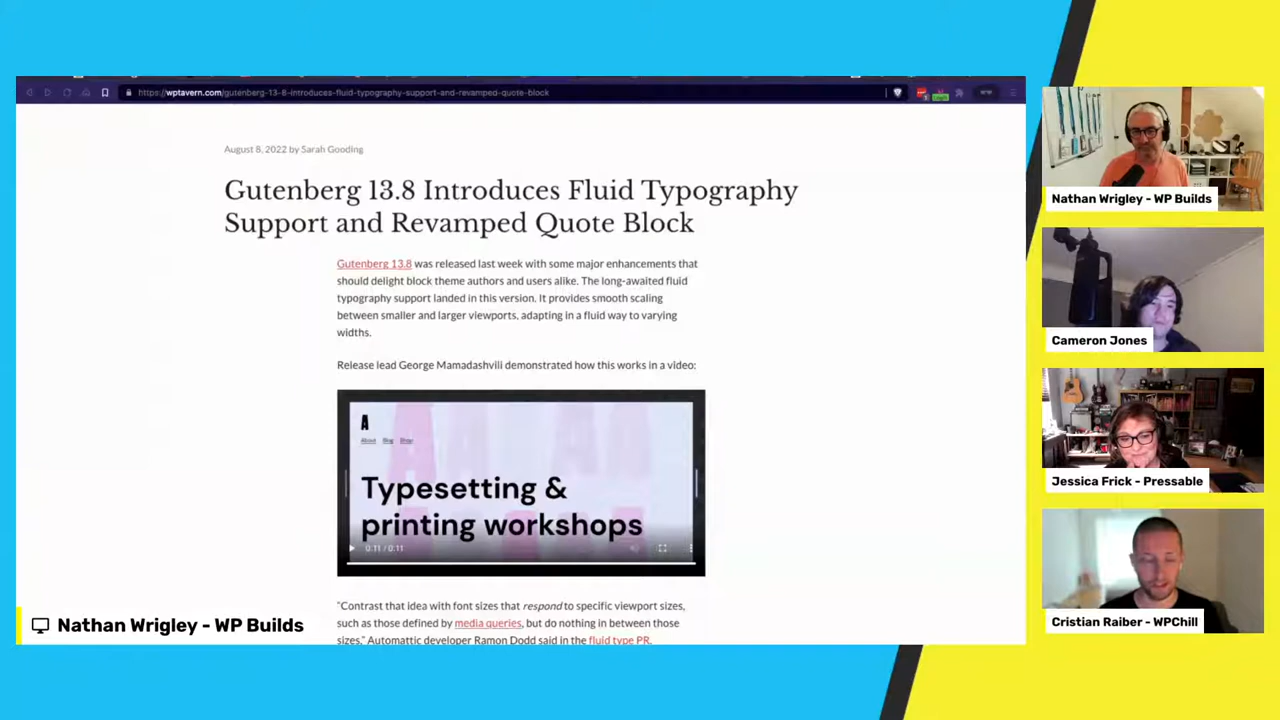 https://wptavern.com/gutenberg-13-8-introduces-fluid-typography-support-and-revamped-quote-block
August 8, 2022 by Sarah Gooding
Gutenberg 13.8 Introduces Fluid Typography
Support and Revamped Quote Block
Gutenberg 13.8 was released last week with some major enhancements that
should delight block theme authors and users alike. The long-awaited fluid
typography support landed in this version. It provides smooth scaling
between smaller and larger viewports, adapting in a fluid way to varying
widths.
Release lead George Mamadashvili demonstrated how this works in a video:
A
About Blog Shop
Typesetting &
printing workshops
0:11 / 0:11
“Contrast that idea with font sizes that respond to specific viewport sizes,
such as those defined by media queries, but do nothing in between those
sizes,” Automattic developer Ramon Dodd said in the fluid type PR.
Nathan Wrigley - WP Builds
Nathan Wrigley - WP Builds
Cameron Jones
Jessica Frick - Pressable
Cristian Raiber - WPChill